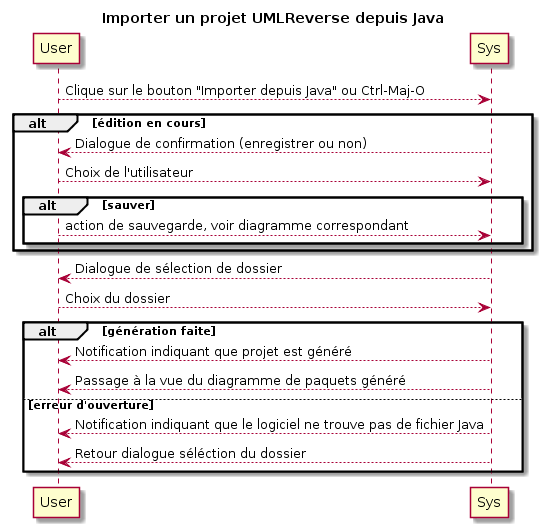 Importer un projet UMLReverse depuis Java
User Sys
Clique sur le bouton "Importer depuis Java" ou Ctrl-Maj-O
alt [édition en cours]
Dialogue de confirmation (enregistrer ou non)
Choix de l'utilisateur
alt [sauver]
action de sauvegarde, voir diagramme correspondant
Dialogue de sélection de dossier
Choix du dossier
alt [génération faite]
Notification indiquant que projet est généré
Passage à la vue du diagramme de paquets généré
[erreur d'ouverture]
Notification indiquant que le logiciel ne trouve pas de fichier Java
Retour dialogue séléction du dossier
User Sys